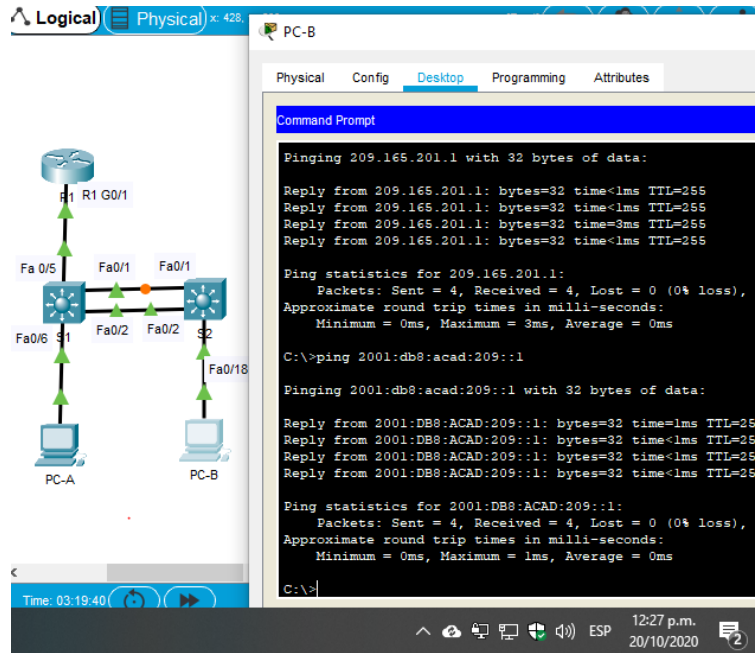 Logical
Physical
x: 428,
PC-B
Physical Config Desktop Programming Attributes
Command Prompt
Pinging 209.165.201.1 with 32 bytes of data:
Reply from 209.165.201.1: bytes=32 time<1ms TTL=255
Reply from 209.165.201.1: bytes=32 time<1ms TTL=255
Reply from 209.165.201.1: bytes=32 time=3ms TTL=255
Reply from 209.165.201.1: bytes=32 time<1ms TTL=255
Ping statistics for 209.165.201.1:
Packets: Sent = 4, Received = 4, Lost = 0 (0% loss),
Approximate round trip times in milli-seconds:
Minimum = 0ms, Maximum = 3ms, Average = 0ms
C:\>ping 2001:db8:acad:209::1
Pinging 2001:db8:acad:209::1 with 32 bytes of data:
Reply from 2001:DB8:ACAD:209::1: bytes=32 time=1ms TTL=25
Reply from 2001:DB8:ACAD:209::1: bytes=32 time<1ms TTL=25
Reply from 2001:DB8:ACAD:209::1: bytes=32 time<1ms TTL=25
Reply from 2001:DB8:ACAD:209::1: bytes=32 time<1ms TTL=25
Ping statistics for 2001:DB8:ACAD:209::1:
Packets: Sent = 4, Received = 4, Lost = 0 (0% loss),
Approximate round trip times in milli-seconds:
Minimum = 0ms, Maximum = 1ms, Average = 0ms
C:\>
R1 R1 G0/1
Fa 0/5 Fa0/1 Fa0/1
Fa0/6 S1 Fa0/2 Fa0/2 S2
Fa0/18
PC-A PC-B
Time: 03:19:40
ESP
12:27 p.m.
20/10/2020
2